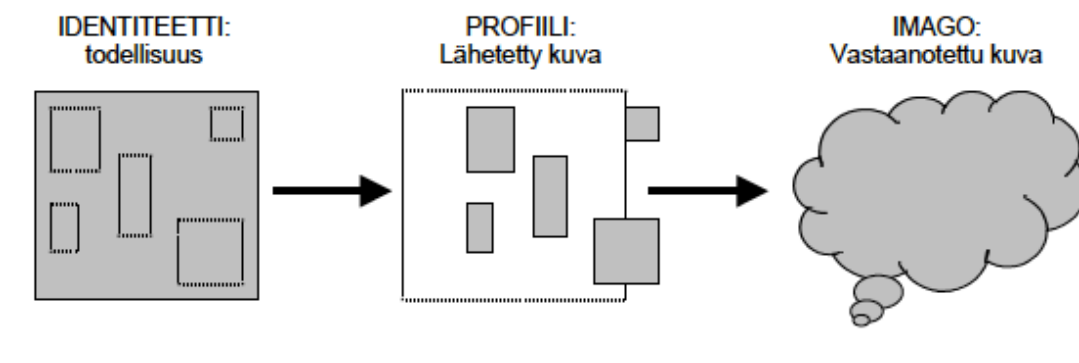 IDENTITEETTI:
todellisuus
PROFIILI:
Lähetetty kuva
IMAGO:
Vastaanotettu kuva